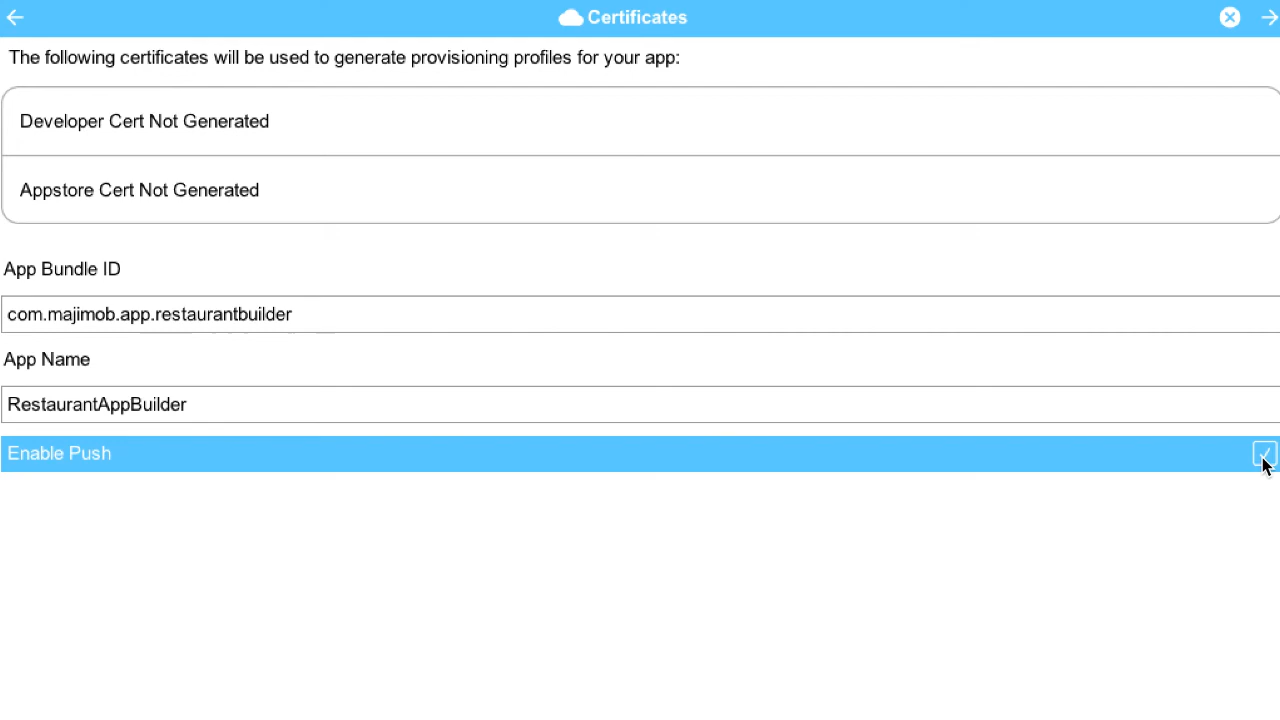 Certificates
The following certificates will be used to generate provisioning profiles for your app:
Developer Cert Not Generated
Appstore Cert Not Generated
App Bundle ID
com.majimob.app.restaurantbuilder
App Name
RestaurantAppBuilder
Enable Push